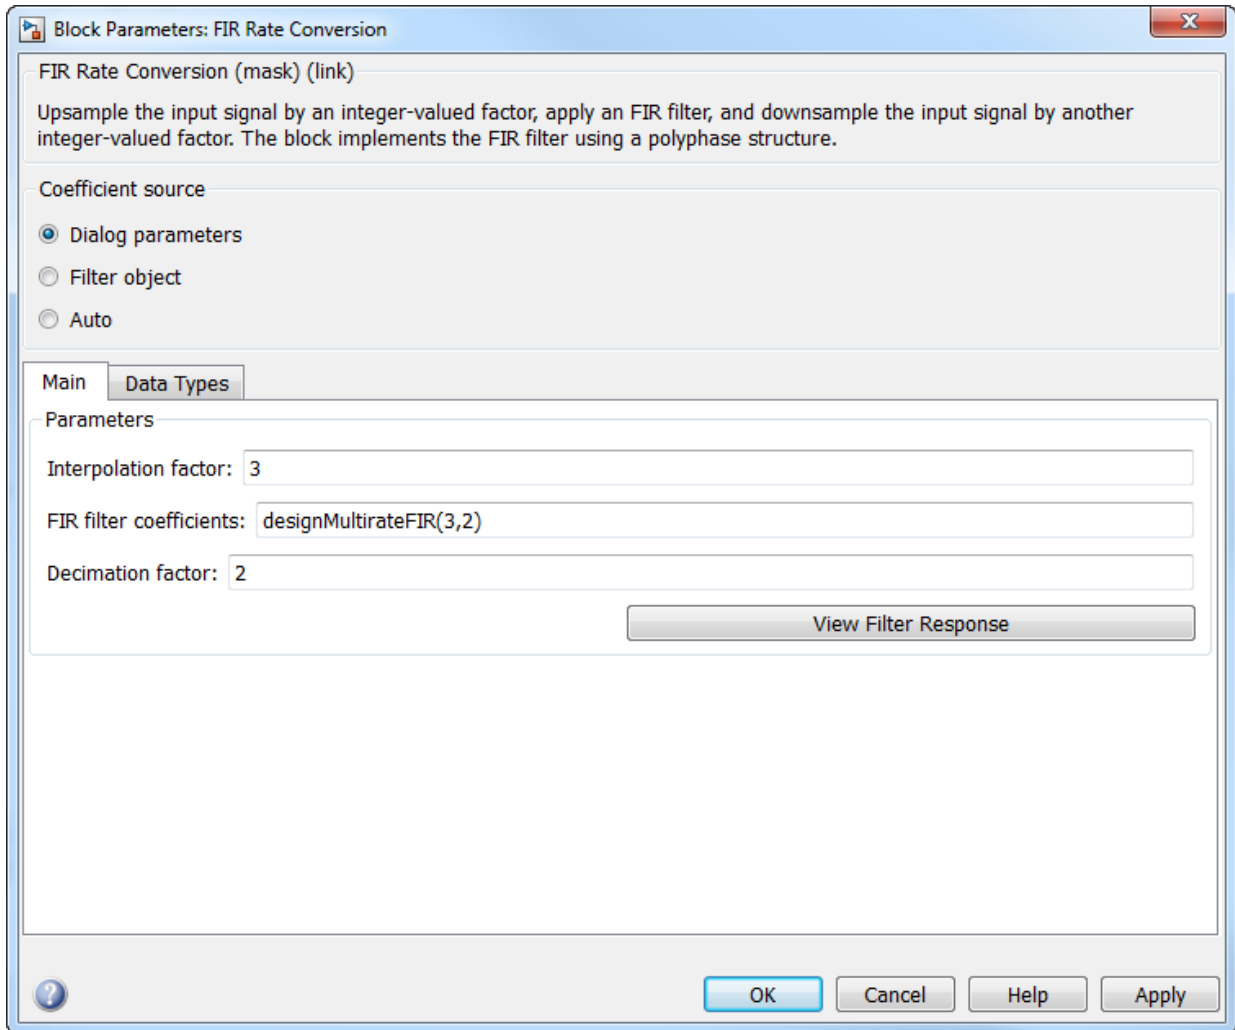 Block Parameters: FIR Rate Conversion
X
FIR Rate Conversion (mask) (link)
Upsample the input signal by an integer-valued factor, apply an FIR filter, and downsample the input signal by another
integer-valued factor. The block implements the FIR filter using a polyphase structure.
Coefficient source
Dialog parameters
Filter object
Auto
Main Data Types
Parameters
Interpolation factor: 3
FIR filter coefficients: designMultirateFIR(3,2)
Decimation factor: 2
View Filter Response
? OK Cancel Help Apply